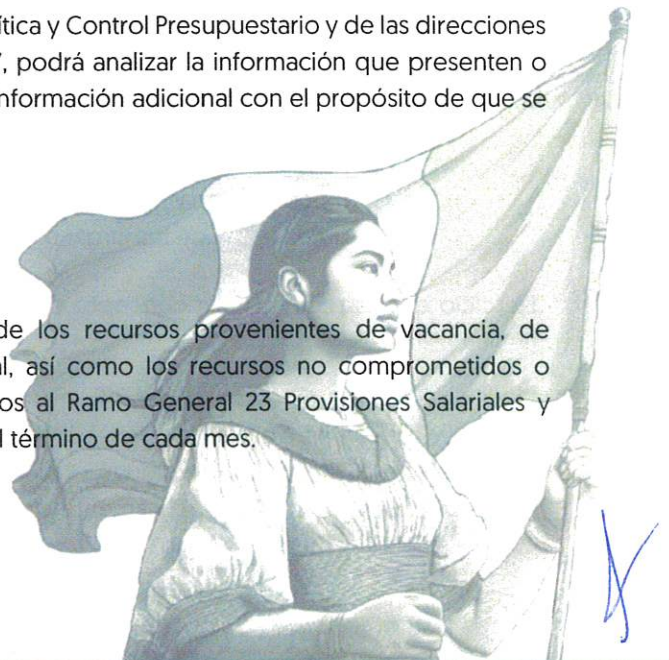 ítica y Control Presupuestario y de las direcciones
, podrá analizar la información que presenten o
nformación adicional con el propósito de que se
de los recursos provenientes de vacancia, de
l, así como los recursos no comprometidos o
os al Ramo General 23 Provisiones Salariales y
l término de cada mes.